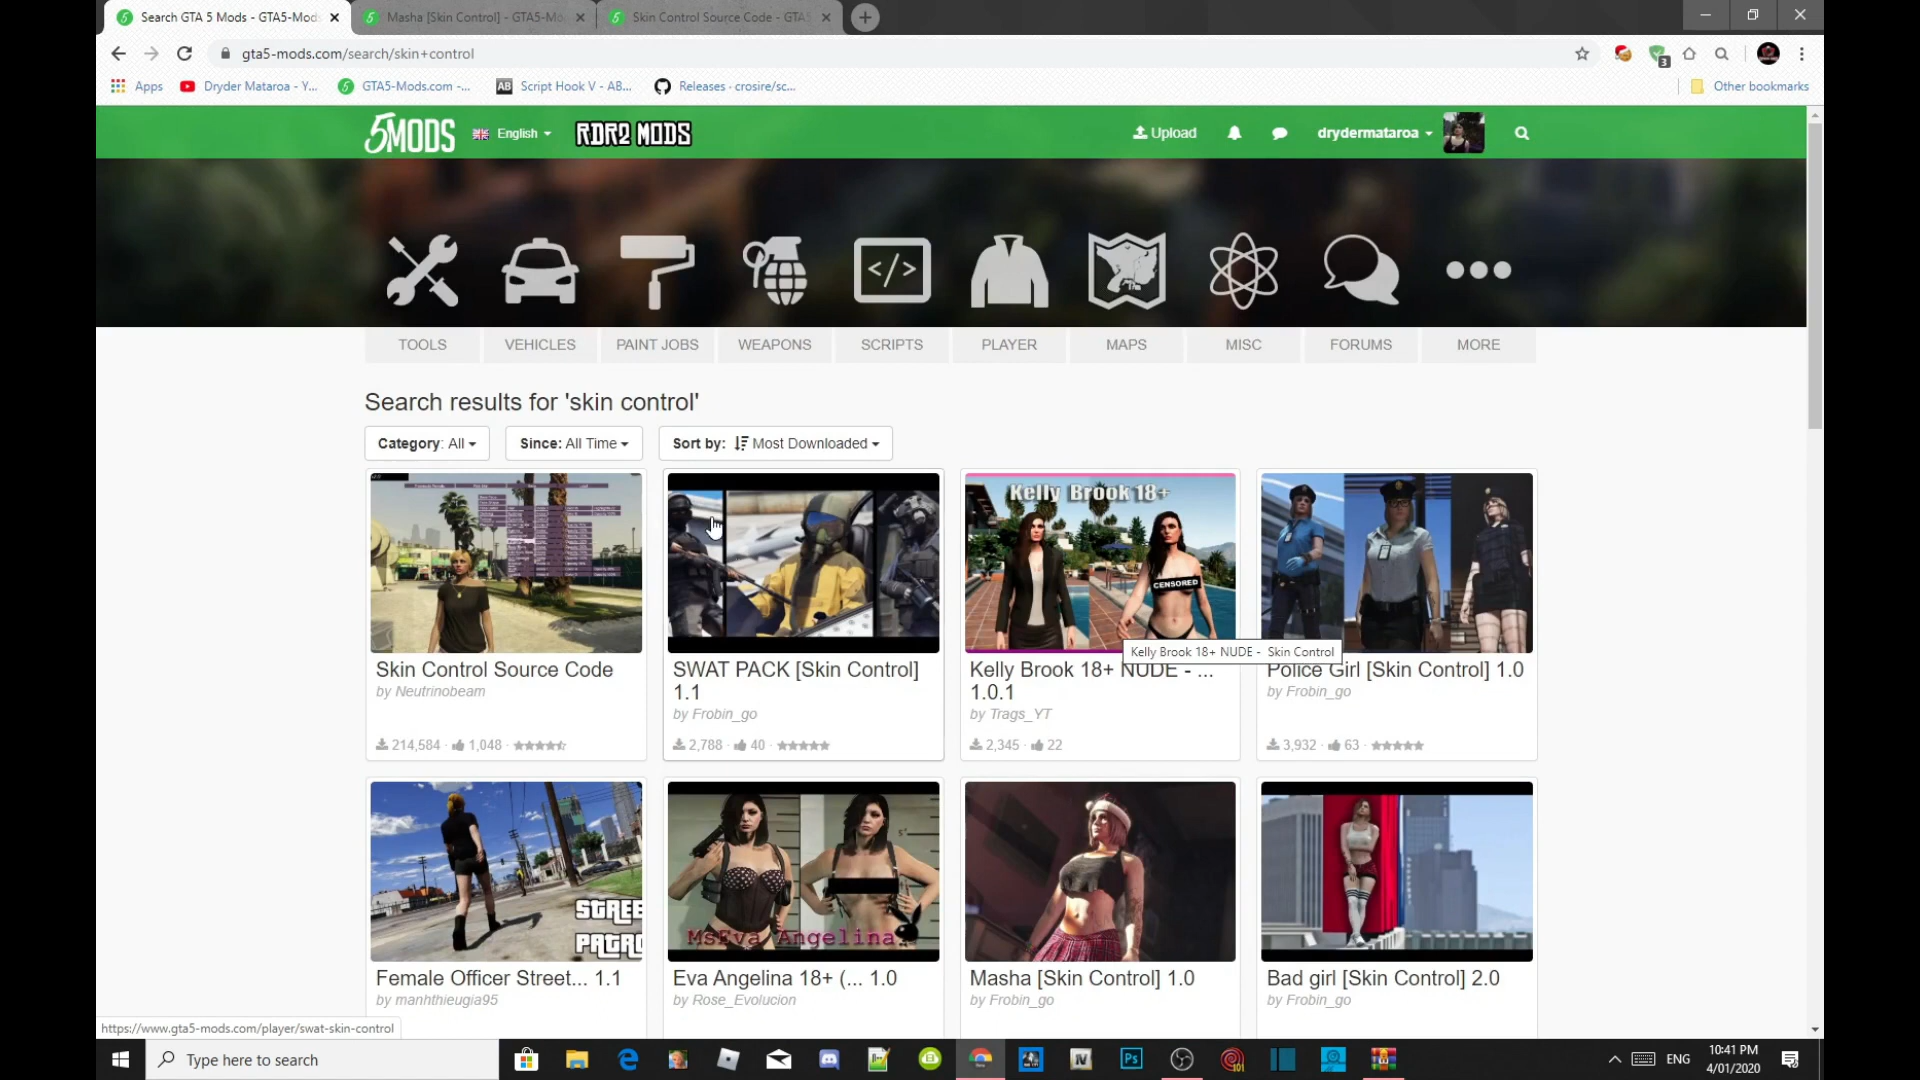 Search GTA 5 Mods - GTA5-Mods
Masha [Skin Control] - GTA5-Mo
Skin Control Source Code - GTA5
gta5-mods.com/search/skin+control
3
Apps
Dryder Mataroa - Y...
GTA5-Mods.com -...
AB
Script Hook V - AB...
Releases · crosire/sc...
Other bookmarks
5MODS
English
RDR2 MODS
Upload
drydermataroa
TOOLS
VEHICLES
PAINT JOBS
WEAPONS
SCRIPTS
PLAYER
MAPS
MISC
FORUMS
MORE
Search results for 'skin control'
Category: All
Since: All Time
Sort by: Most Downloaded
Kelly Brook 18+
CENSORED
Kelly Brook 18+ NUDE - Skin Control
Skin Control Source Code
by Neutrinobeam
214,584 · 1,048 ·
SWAT PACK [Skin Control]
1.1
by Frobin_go
2,788 · 40 ·
Kelly Brook 18+ NUDE - ...
1.0.1
by Trags_YT
2,345 · 22
Police Girl [Skin Control] 1.0
by Frobin_go
3,932 · 63 ·
STREE
PATRO
MsEva Angelina
Female Officer Street... 1.1
by manhthieugia95
Eva Angelina 18+ (... 1.0
by Rose_Evolucion
Masha [Skin Control] 1.0
by Frobin_go
Bad girl [Skin Control] 2.0
by Frobin_go
https://www.gta5-mods.com/player/swat-skin-control
Type here to search
IV
Ps
ENG
10:41 PM
4/01/2020